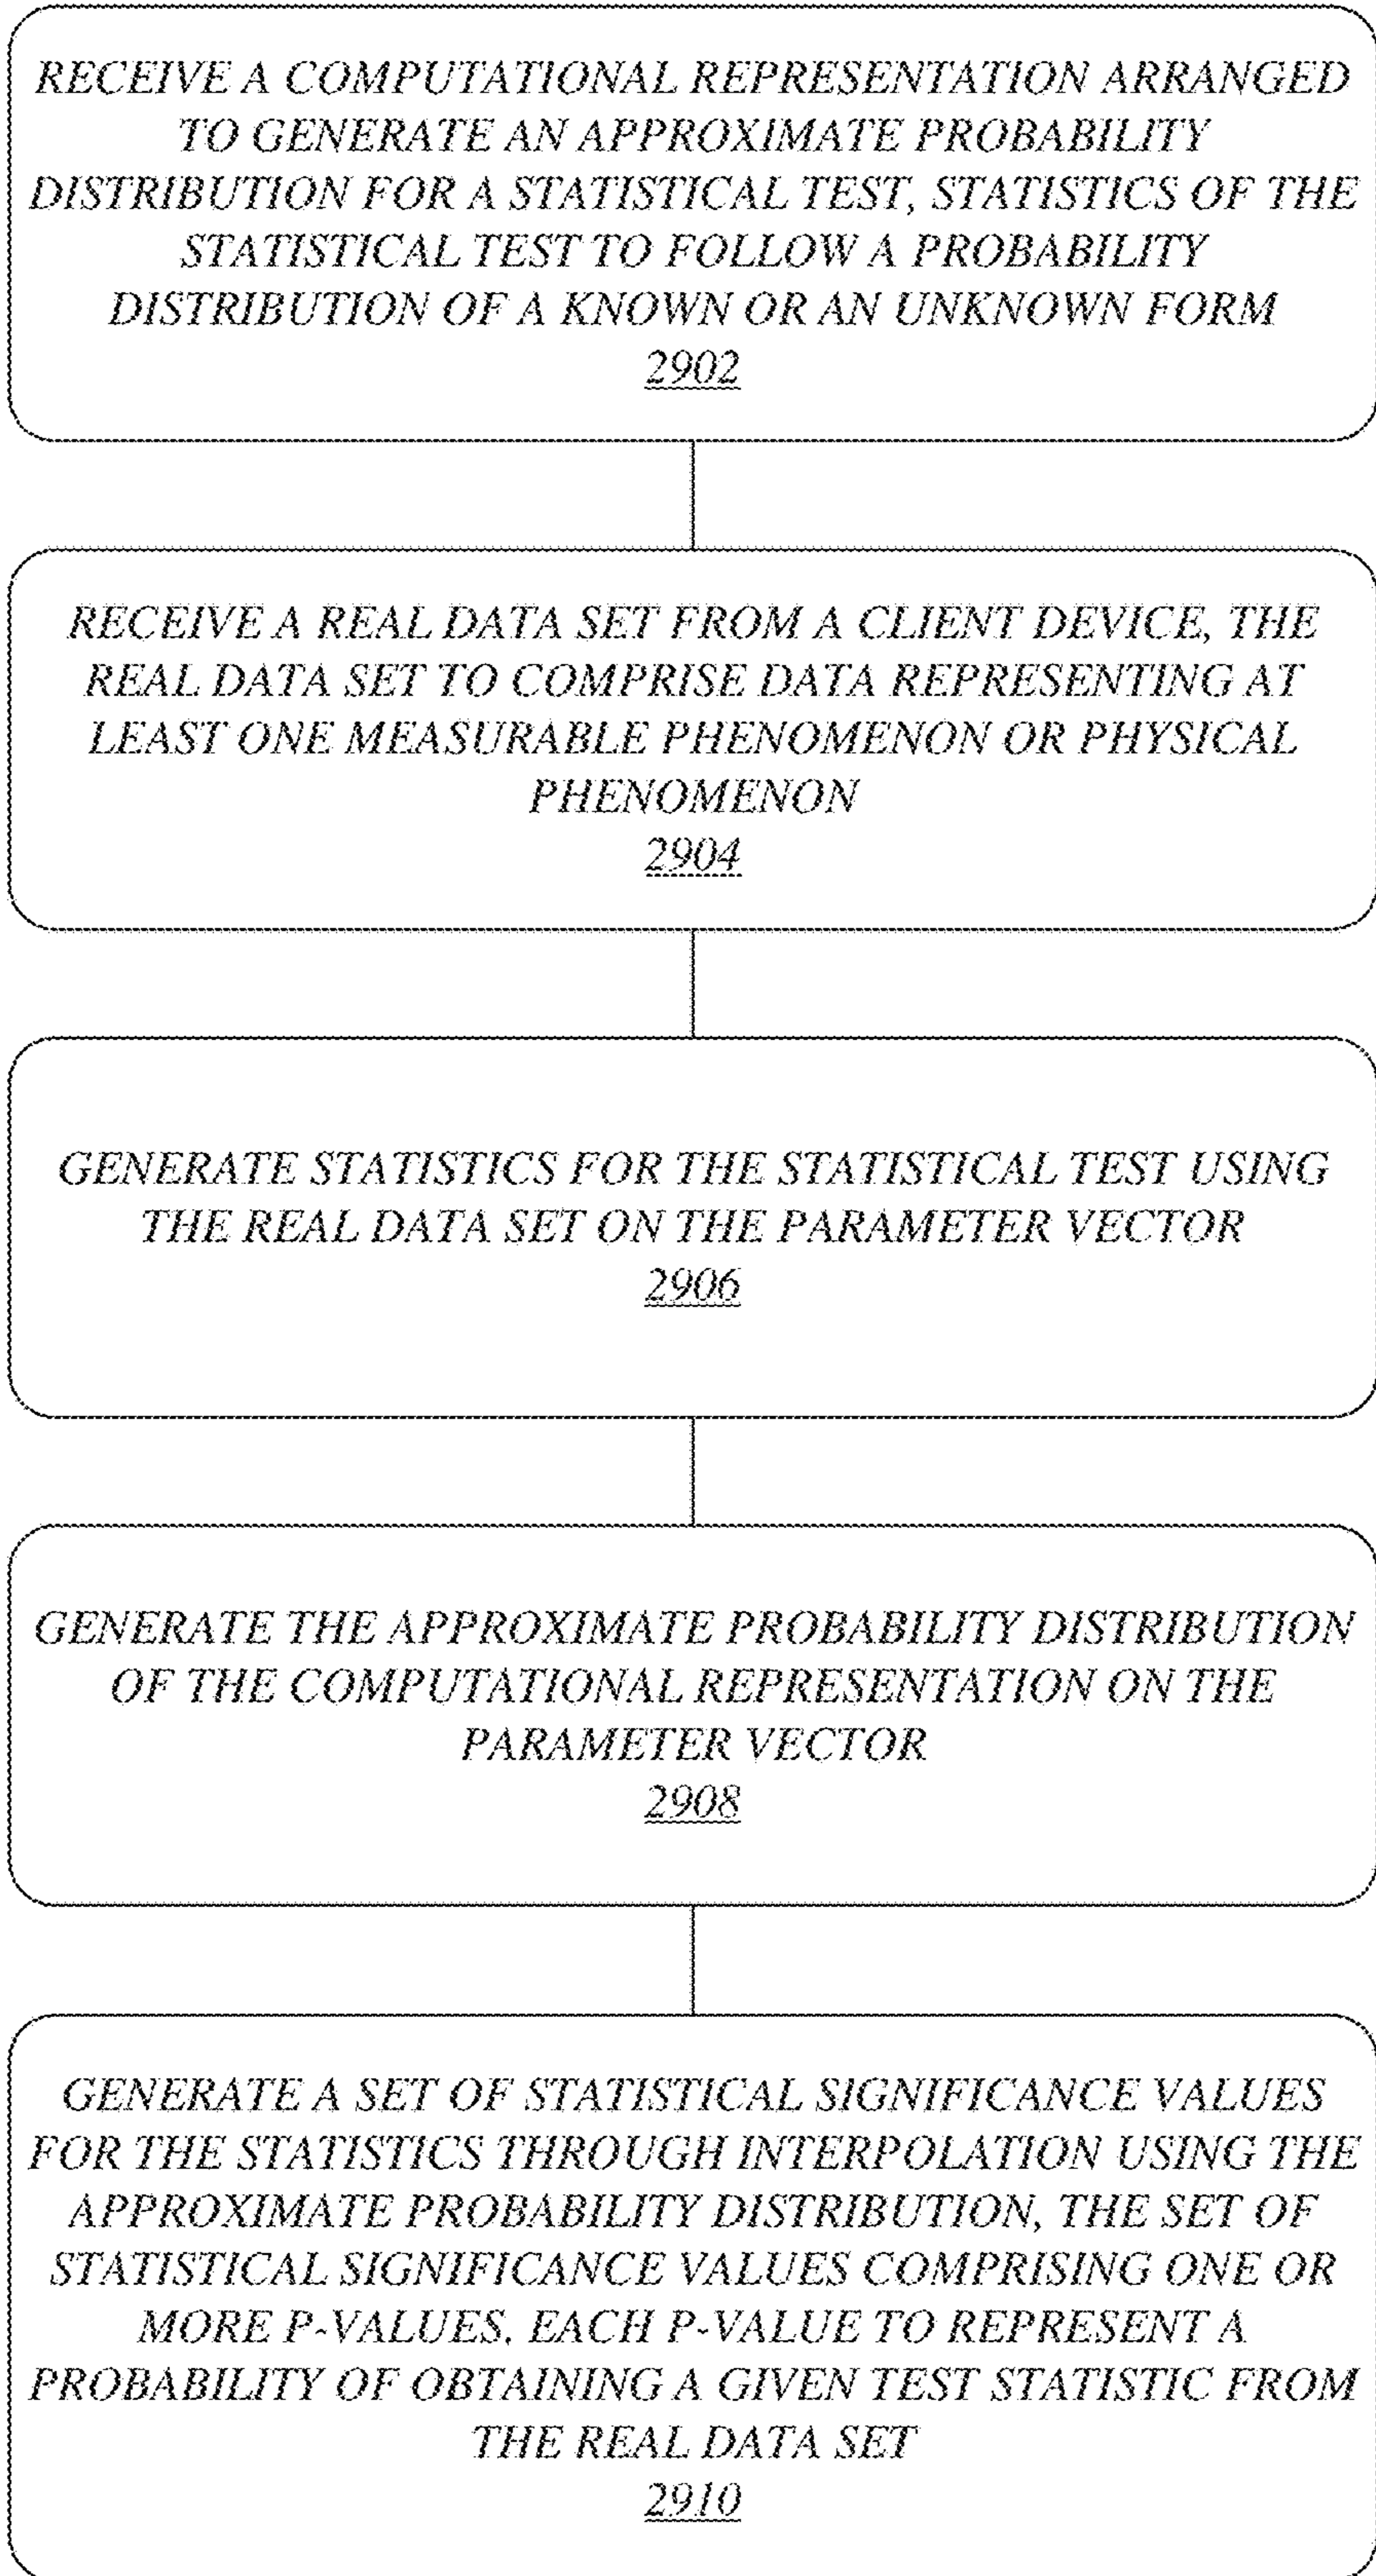 RECEIVE A COMPUTATIONAL REPRESENTATION ARRANGED
TO GENERATE AN APPROXIMATE PROBABILITY
DISTRIBUTION FOR A STATISTICAL TEST, STATISTICS OF THE
STATISTICAL TEST TO FOLLOW A PROBABILITY
DISTRIBUTION OF A KNOWN OR AN UNKNOWN FORM
2902
RECEIVE A REAL DATA SET FROM A CLIENT DEVICE, THE
REAL DATA SET TO COMPRISE DATA REPRESENTING AT
LEAST ONE MEASURABLE PHENOMENON OR PHYSICAL
PHENOMENON
2904
GENERATE STATISTICS FOR THE STATISTICAL TEST USING
THE REAL DATA SET ON THE PARAMETER VECTOR
2906
GENERATE THE APPROXIMATE PROBABILITY DISTRIBUTION
OF THE COMPUTATIONAL REPRESENTATION ON THE
PARAMETER VECTOR
2908
GENERATE A SET OF STATISTICAL SIGNIFICANCE VALUES
FOR THE STATISTICS THROUGH INTERPOLATION USING THE
APPROXIMATE PROBABILITY DISTRIBUTION, THE SET OF
STATISTICAL SIGNIFICANCE VALUES COMPRISING ONE OR
MORE P-VALUES, EACH P-VALUE TO REPRESENT A
PROBABILITY OF OBTAINING A GIVEN TEST STATISTIC FROM
THE REAL DATA SET
2910